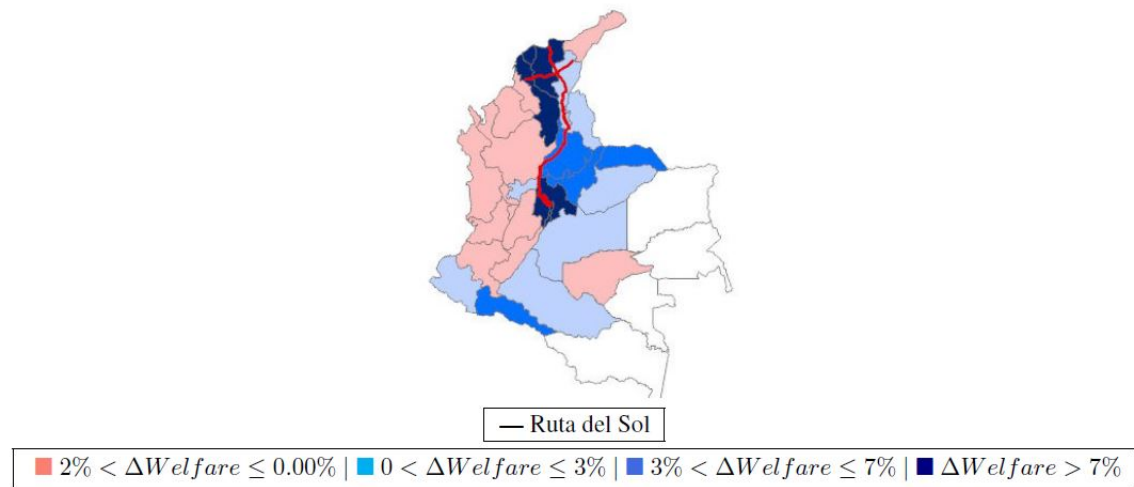 — Ruta del Sol
2% < ΔWelfare ≤ 0.00% | 0 < ΔWelfare ≤ 3% | 3% < ΔWelfare ≤ 7% | ΔWelfare > 7%